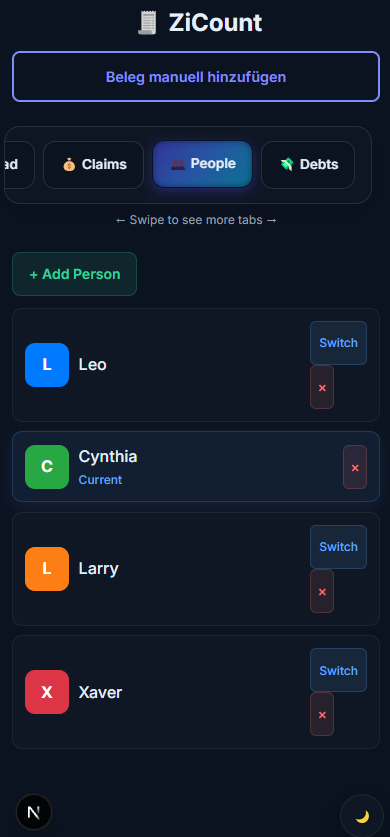 ZiCount
Beleg manuell hinzufügen
ad
Claims
People
Debts
← Swipe to see more tabs →
+ Add Person
L
Leo
Switch
×
C
Cynthia
Current
×
L
Larry
Switch
×
X
Xaver
Switch
×
N